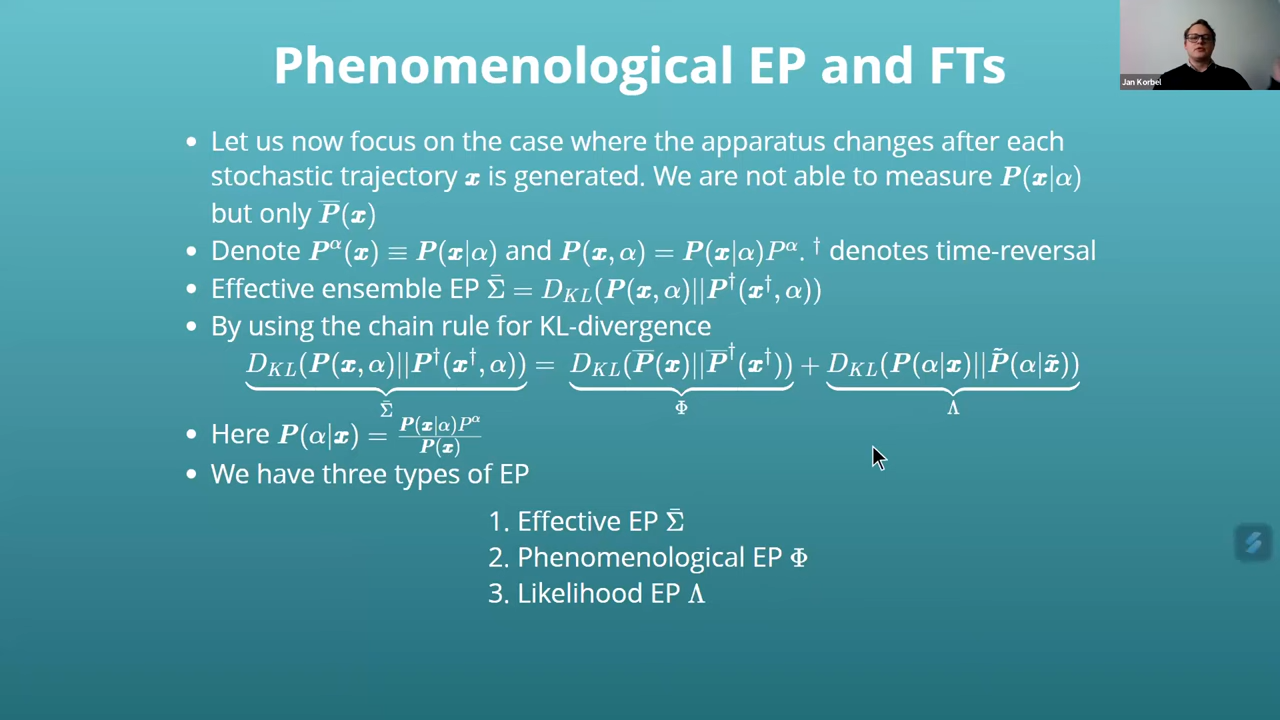 Phenomenological EP and FTs
Jan Korbel
• Let us now focus on the case where the apparatus changes after each
stochastic trajectory 𝒙 is generated. We are not able to measure P(𝒙|α)
but only P̅(𝒙)
• Denote P^α(𝒙) ≡ P(𝒙|α) and P(𝒙, α) = P(𝒙|α)P^α. † denotes time-reversal
• Effective ensemble EP Σ̄ = D_KL(P(𝒙, α)||P†(𝒙†, α))
• By using the chain rule for KL-divergence
D_KL(P(𝒙, α)||P†(𝒙†, α)) = D_KL(P̅(𝒙)||P̅†(𝒙†)) + D_KL(P(α|𝒙)||P̃(α|𝒙̃))
Σ̄ Φ Λ
• Here P(α|𝒙) = P(𝒙|α)P^α / P(𝒙)
• We have three types of EP
1. Effective EP Σ̄
2. Phenomenological EP Φ
3. Likelihood EP Λ